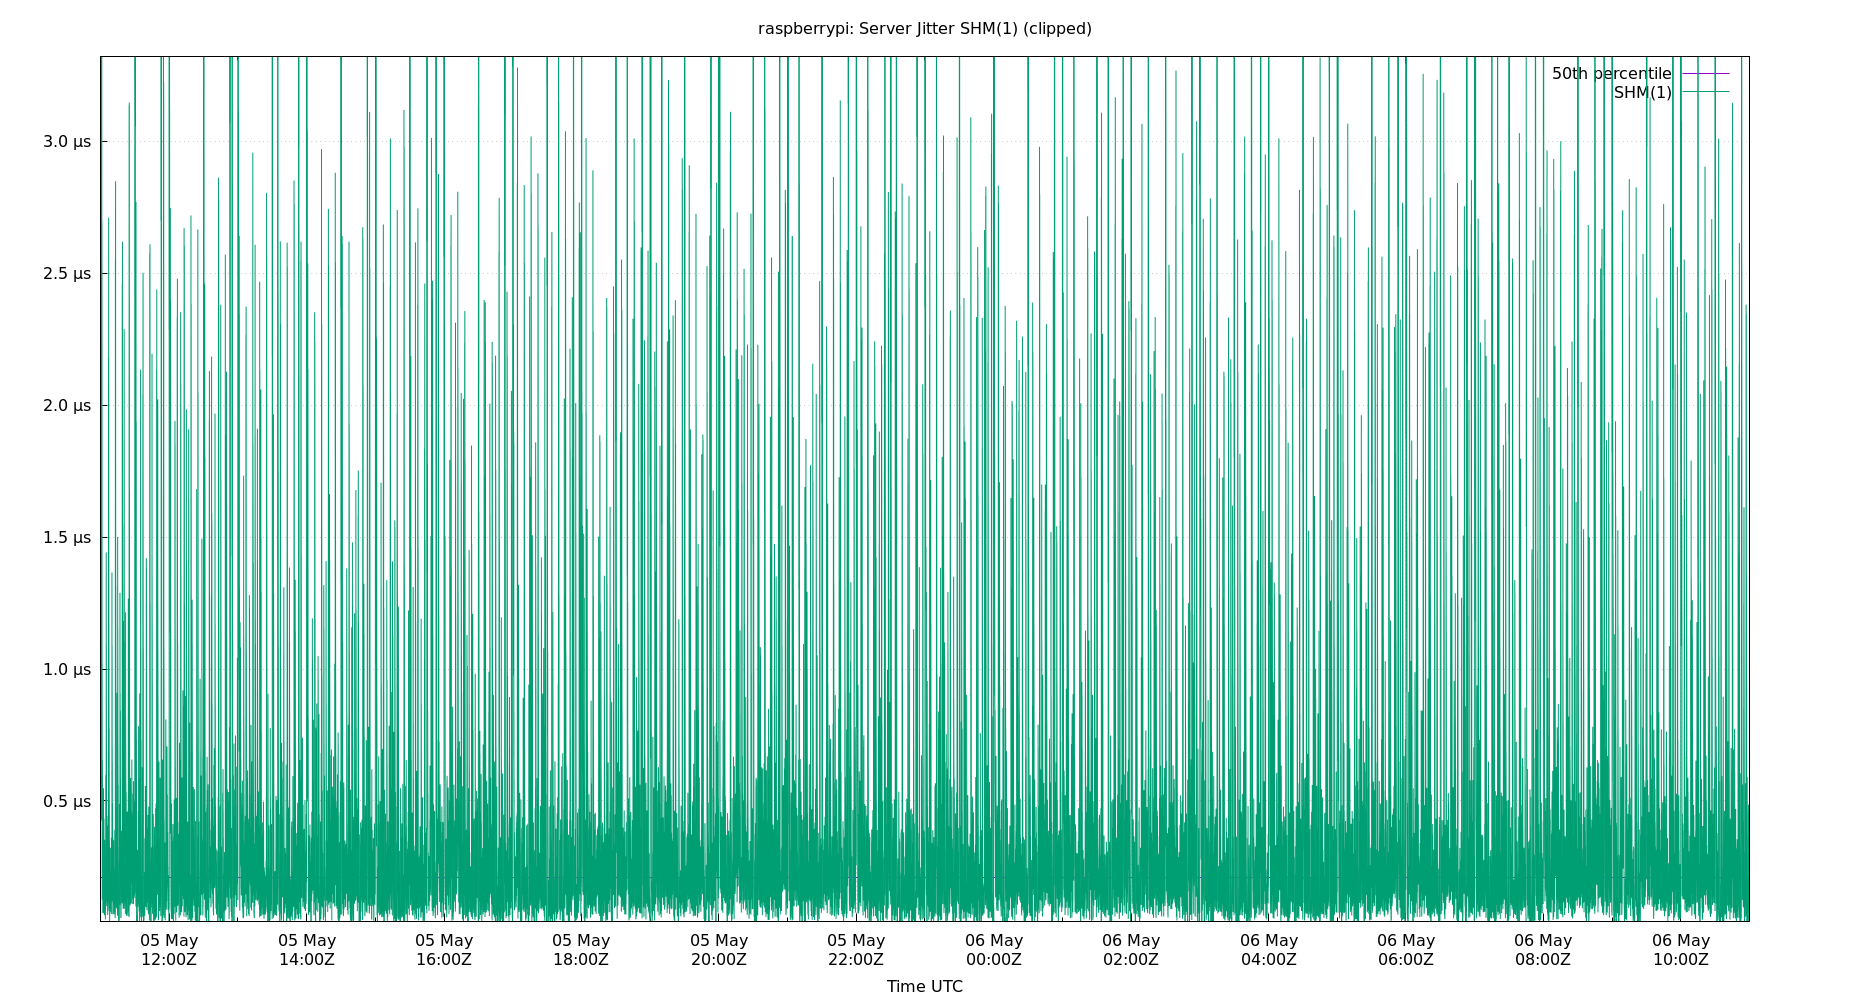 raspberrypi: Server Jitter SHM(1) (clipped)
50th percentile
SHM(1)
3.0 µs
2.5 µs
2.0 µs
1.5 µs
1.0 µs
0.5 µs
05 May 05 May 05 May 05 May 05 May 05 May 06 May 06 May 06 May 06 May 06 May 06 May
12:00Z 14:00Z 16:00Z 18:00Z 20:00Z 22:00Z 00:00Z 02:00Z 04:00Z 06:00Z 08:00Z 10:00Z
Time UTC